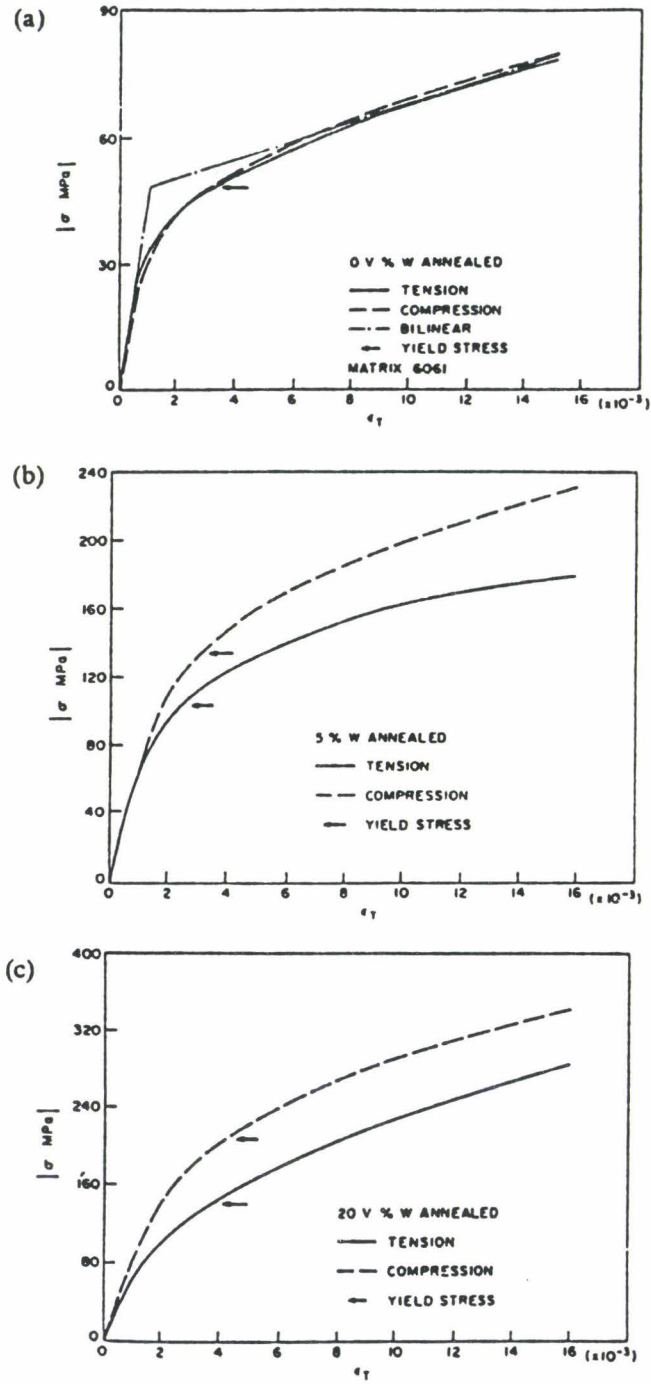 (a)
90
60
30
0
|σ MPa|
0 V % W ANNEALED
TENSION
COMPRESSION
BILINEAR
YIELD STRESS
MATRIX 6061
0 2 4 6 8 10 12 14 16 (x10⁻³)
ϵT
(b)
240
200
160
120
80
40
0
|σ MPa|
5 % W ANNEALED
TENSION
COMPRESSION
YIELD STRESS
0 2 4 6 8 10 12 14 16 (x10⁻³)
ϵT
(c)
400
320
240
160
80
0
|σ MPa|
20 V % W ANNEALED
TENSION
COMPRESSION
YIELD STRESS
0 2 4 6 8 10 12 14 16 (x10⁻³)
ϵT